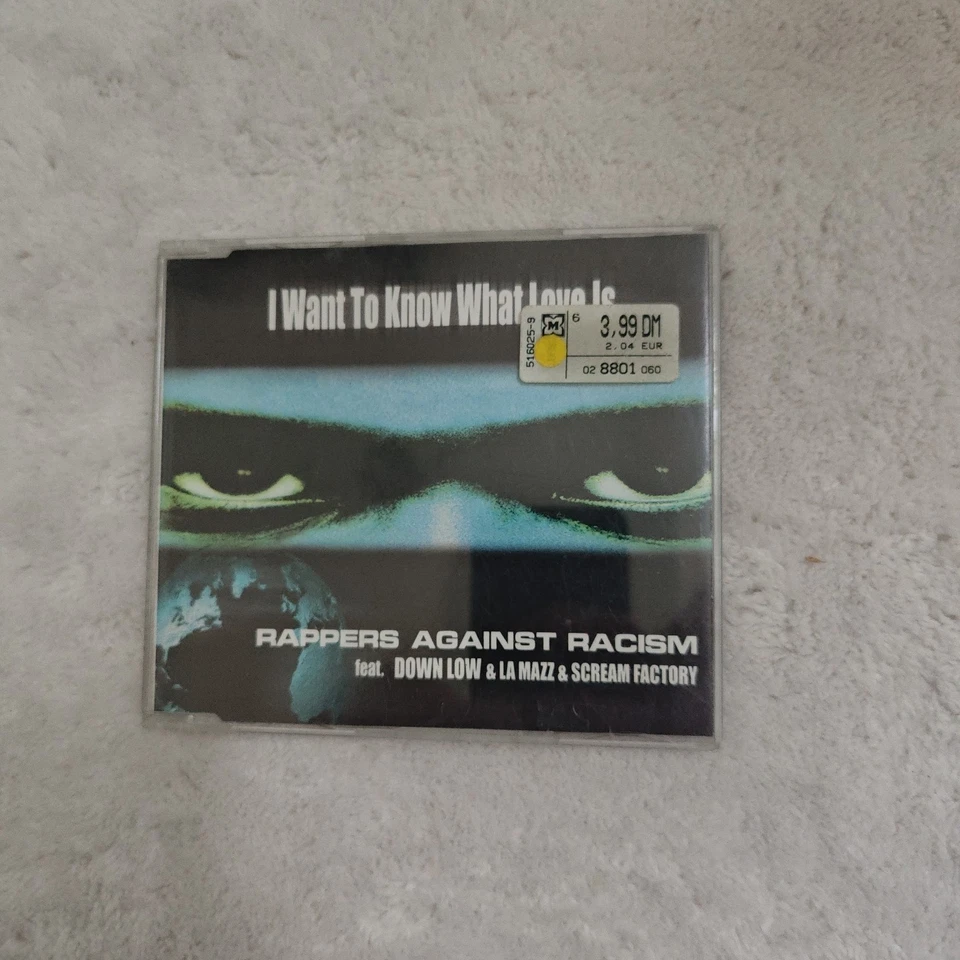 I Want To Know What Love Is
516025-9
M
6
3,99 DM
2,04 EUR
02 8801 060
RAPPERS AGAINST RACISM
feat. DOWN LOW & LA MAZZ & SCREAM FACTORY